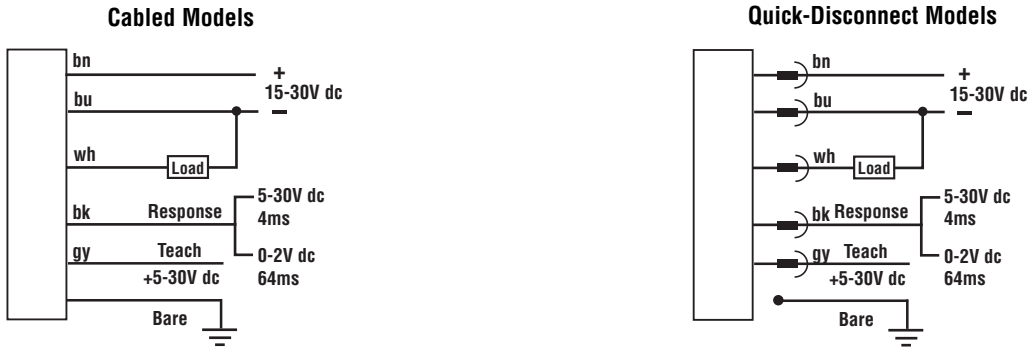 Cabled Models
bn
+
15-30V dc
bu
−
wh
Load
5-30V dc
bk Response
4ms
gy Teach
0-2V dc
+5-30V dc
64ms
Bare
Quick-Disconnect Models
bn
+
15-30V dc
bu
−
wh
Load
5-30V dc
bk Response
4ms
gy Teach
0-2V dc
+5-30V dc
64ms
Bare